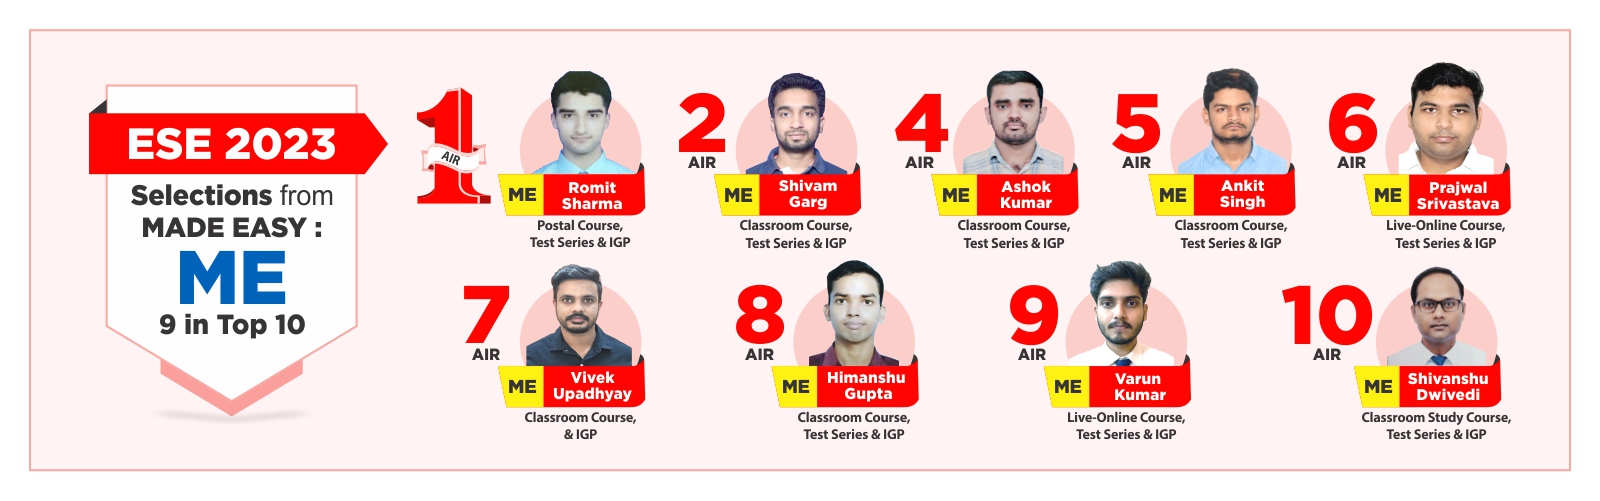 ESE 2023
Selections from
MADE EASY :
ME
9 in Top 10
1
AIR
ME
Romit
Sharma
Postal Course,
Test Series & IGP
2
AIR
ME
Shivam
Garg
Classroom Course,
Test Series & IGP
4
AIR
ME
Ashok
Kumar
Classroom Course,
Test Series & IGP
5
AIR
ME
Ankit
Singh
Classroom Course,
Test Series & IGP
6
AIR
ME
Prajwal
Srivastava
Live-Online Course,
Test Series & IGP
7
AIR
ME
Vivek
Upadhyay
Classroom Course,
& IGP
8
AIR
ME
Himanshu
Gupta
Classroom Course,
Test Series & IGP
9
AIR
ME
Varun
Kumar
Live-Online Course,
Test Series & IGP
10
AIR
ME
Shivanshu
Dwivedi
Classroom Study Course,
Test Series & IGP